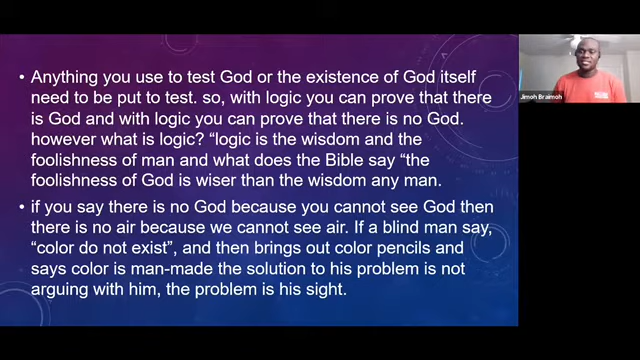 • Anything you use to test God or the existence of God itself
need to be put to test. so, with logic you can prove that there
is God and with logic you can prove that there is no God.
however what is logic? “logic is the wisdom and the
foolishness of man and what does the Bible say “the
foolishness of God is wiser than the wisdom any man.
• if you say there is no God because you cannot see God then
there is no air because we cannot see air. If a blind man say,
“color do not exist”, and then brings out color pencils and
says color is man-made the solution to his problem is not
arguing with him, the problem is his sight.
Jimoh Braimoh